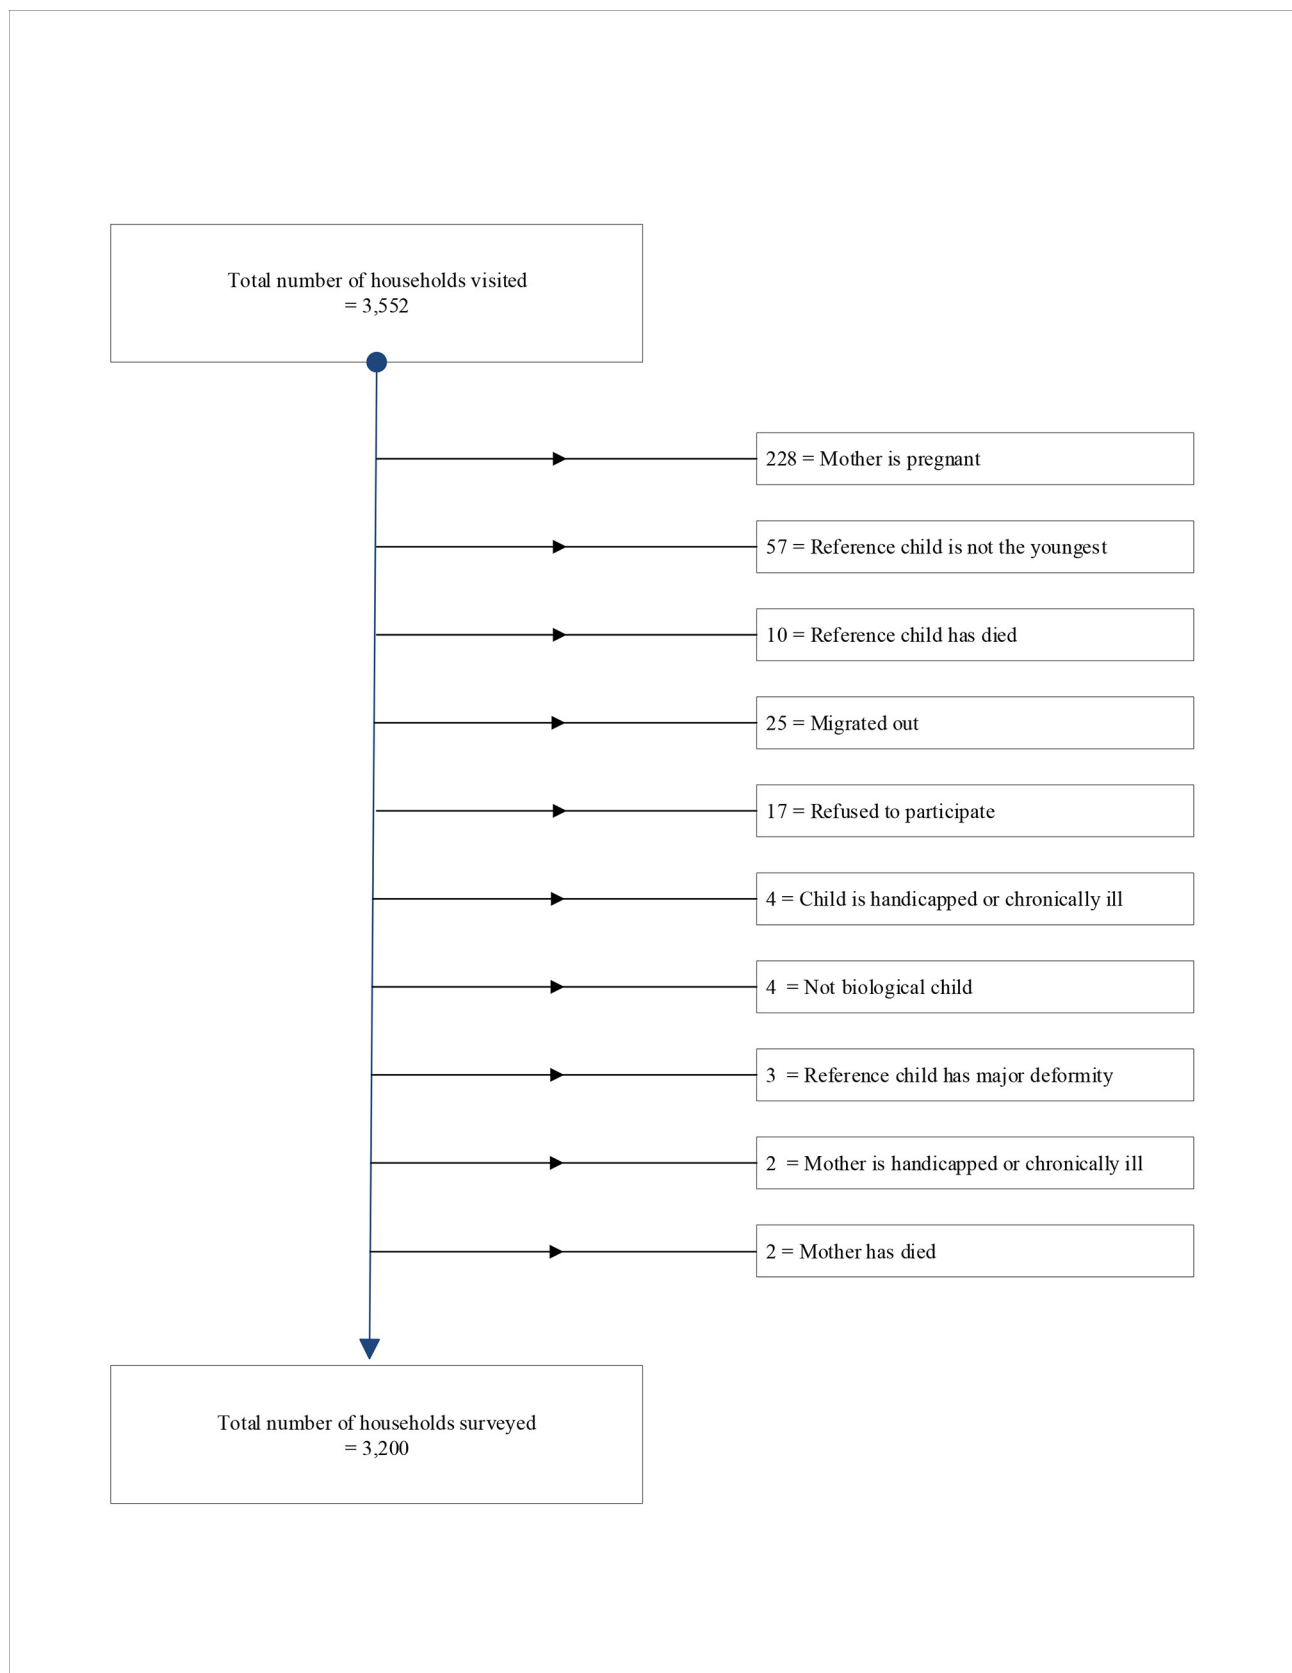 Total number of households visited
= 3,552
228 = Mother is pregnant
57 = Reference child is not the youngest
10 = Reference child has died
25 = Migrated out
17 = Refused to participate
4 = Child is handicapped or chronically ill
4  = Not biological child
3  = Reference child has major deformity
2  = Mother is handicapped or chronically ill
2 = Mother has died
Total number of households surveyed
= 3,200